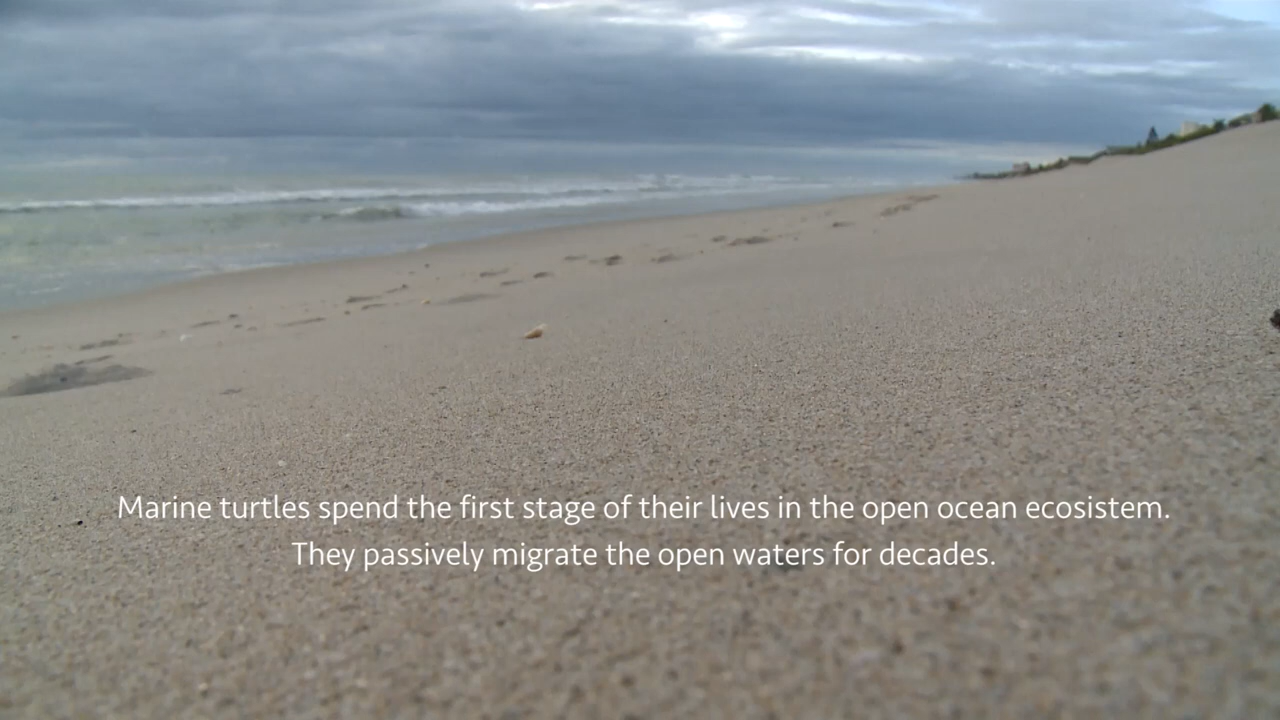 Marine turtles spend the first stage of their lives in the open ocean ecosistem.
They passively migrate the open waters for decades.